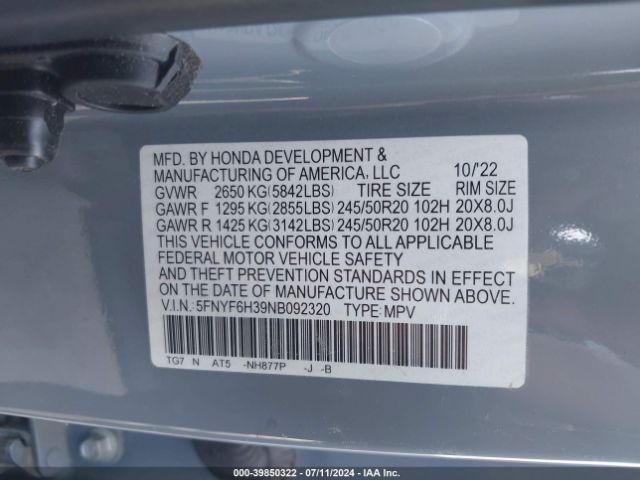 MFD. BY HONDA DEVELOPMENT &
MANUFACTURING OF AMERICA, LLC 10/'22
GVWR 2650 KG(5842LBS) TIRE SIZE RIM SIZE
GAWR F 1295 KG(2855LBS) 245/50R20 102H 20X8.0J
GAWR R 1425 KG(3142LBS) 245/50R20 102H 20X8.0J
THIS VEHICLE CONFORMS TO ALL APPLICABLE
FEDERAL MOTOR VEHICLE SAFETY
AND THEFT PREVENTION STANDARDS IN EFFECT
ON THE DATE OF MANUFACTURE SHOWN ABOVE.
V.I.N.: 5FNYF6H39NB092320 TYPE: MPV
TG7 N AT5 -NH877P -J -B
000-39850322 - 07/11/2024 - IAA Inc.